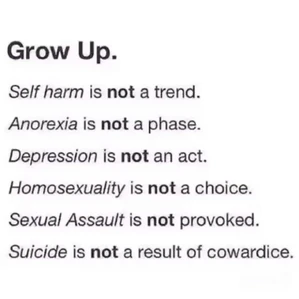 Grow Up.
Self harm is not a trend.
Anorexia is not a phase.
Depression is not an act.
Homosexuality is not a choice.
Sexual Assault is not provoked.
Suicide is not a result of cowardice.